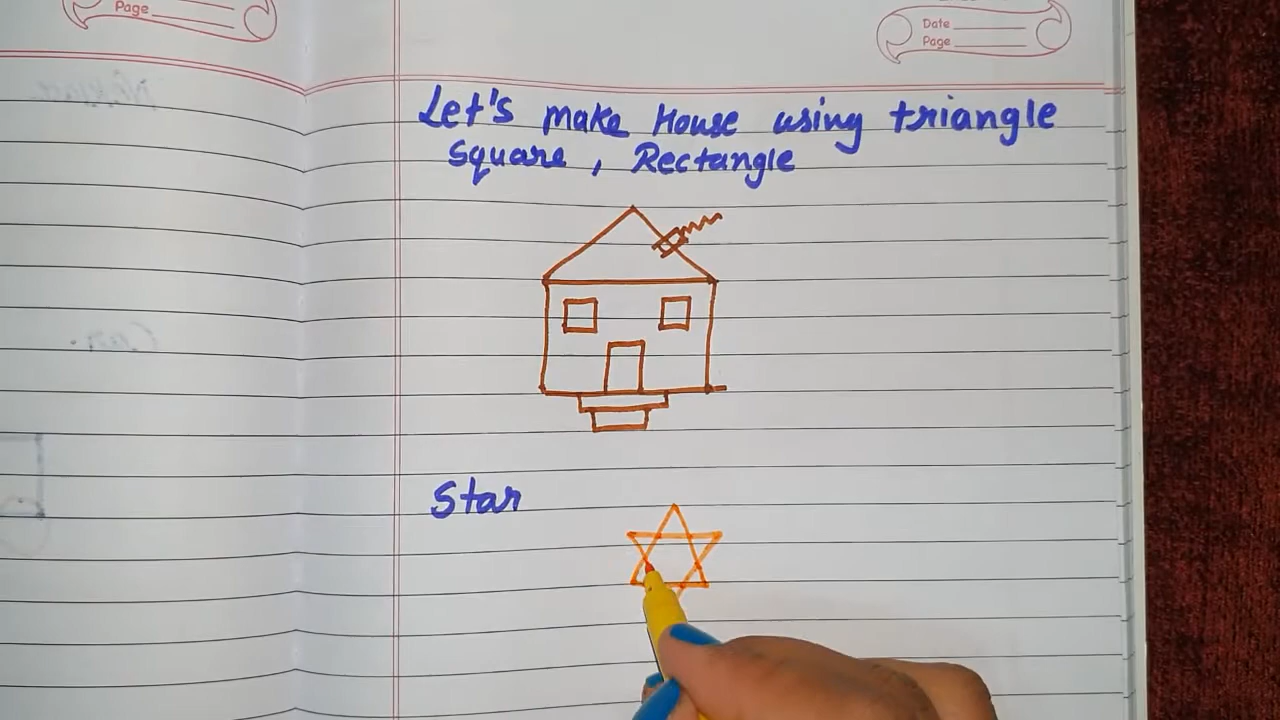 Page
Date
Page
Let's make House using triangle
square, Rectangle
Star